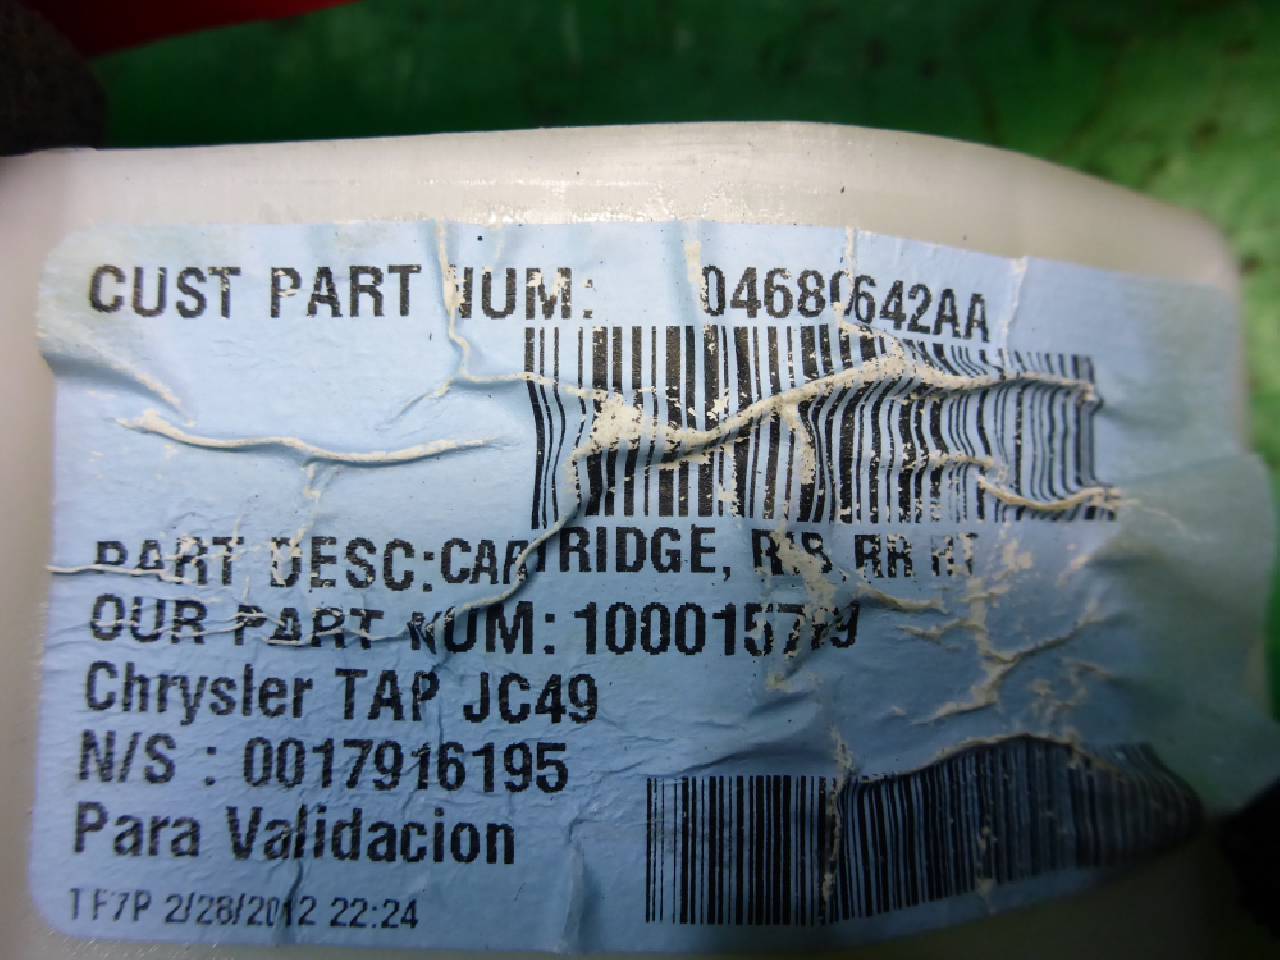 CUST PART NUM: 04680642AA
PART DESC: CARTRIDGE, RR
OUR PART NUM:
Chrysler TAP JC49
N/S : 0017916195
Para Validacion
TF7P 2/28/2012 22:24